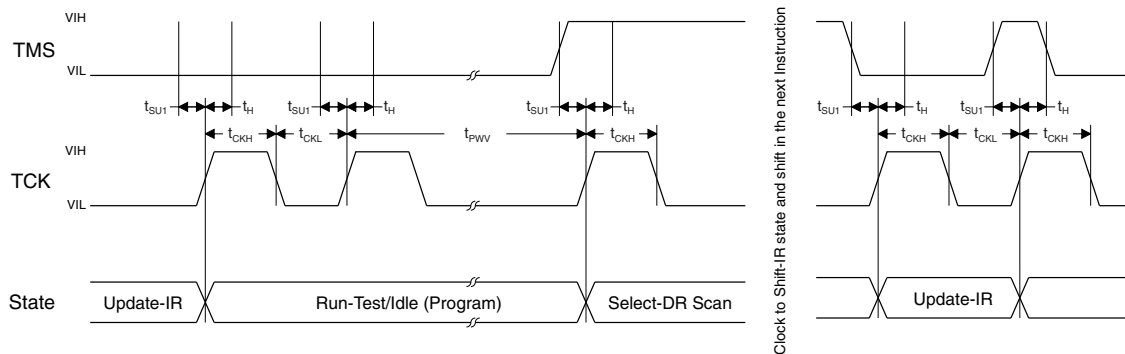 VIH
TMS
VIL
tSU1 tH tSU1 tH tSU1 tH tSU1 tH tSU1 tH
tCKH tCKL tPWV tCKH tCKH tCKL tCKH
VIH
TCK
VIL
State Update-IR Run-Test/Idle (Program) Select-DR Scan Update-IR
Clock to Shift-IR state and shift in the next Instruction